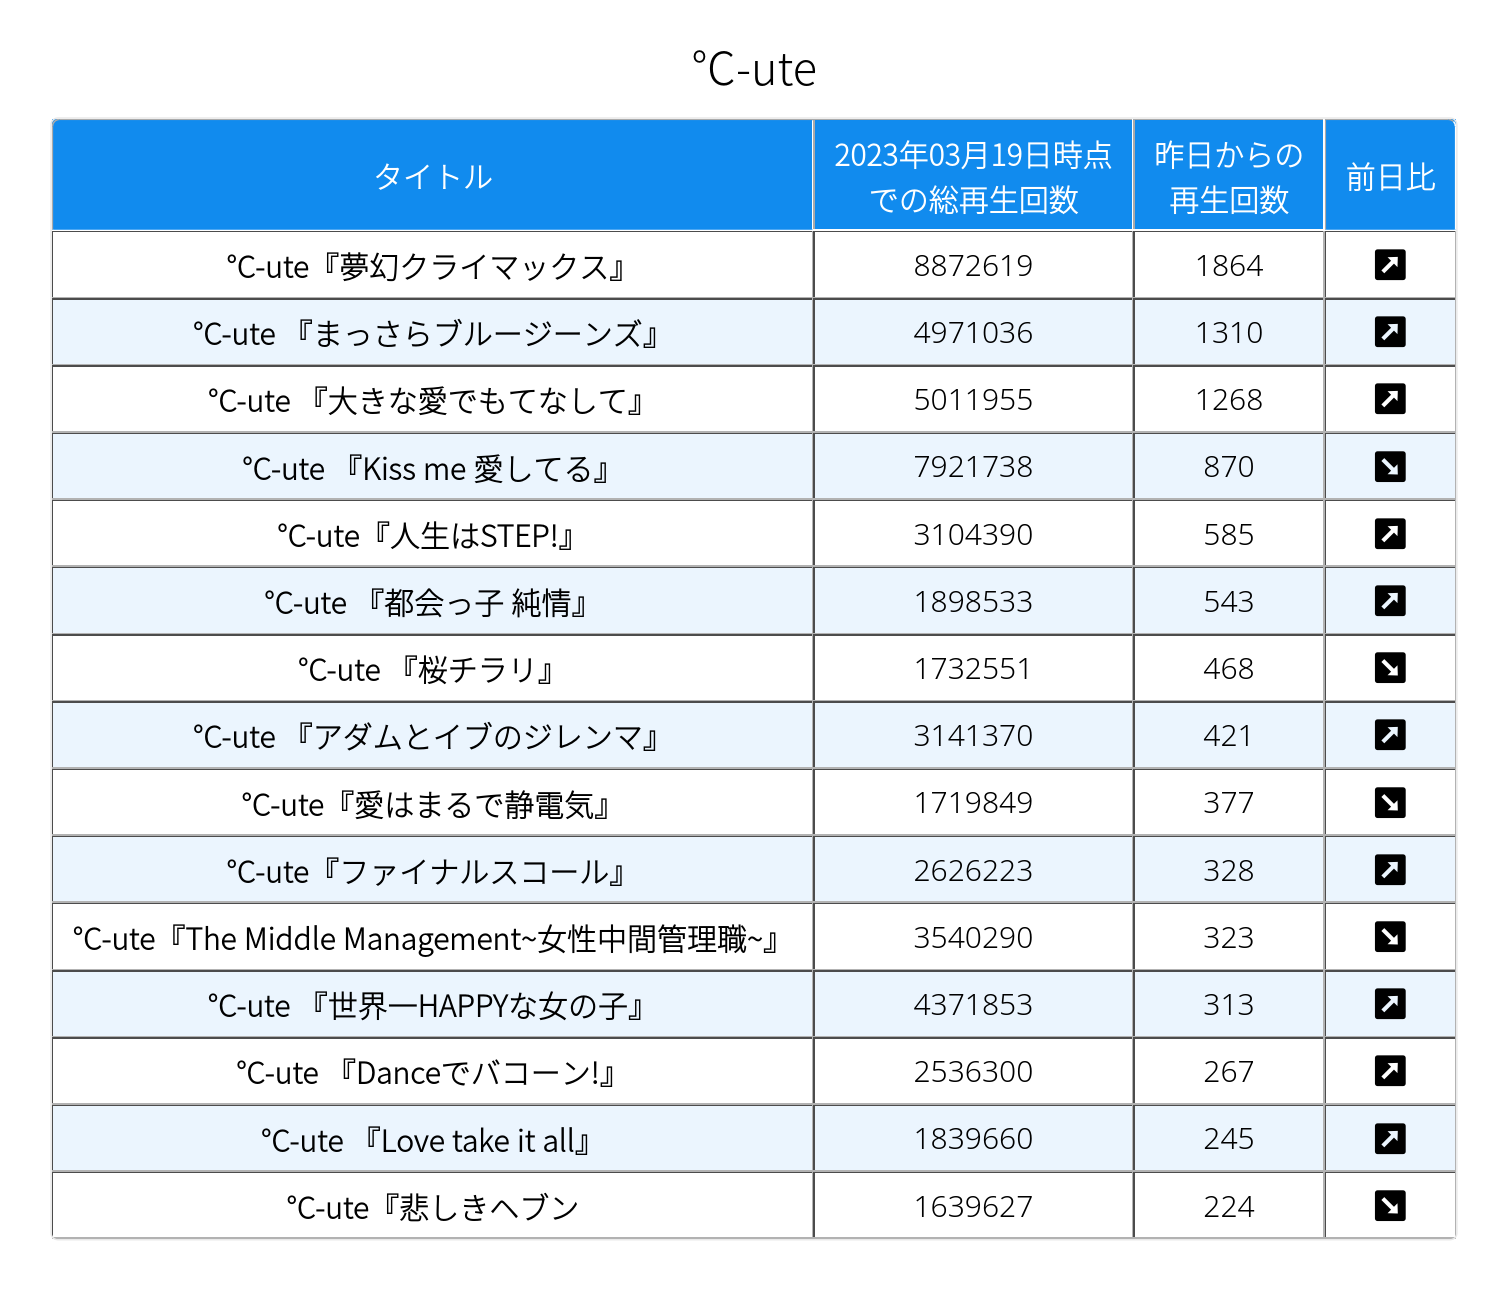 ℃-ute
タイトル
2023年03月19日時点
での総再生回数
昨日からの
再生回数
前日比
℃-ute『夢幻クライマックス』 8872619 1864 ↗
℃-ute 『まっさらブルージーンズ』 4971036 1310 ↗
℃-ute 『大きな愛でもてなして』 5011955 1268 ↗
℃-ute 『Kiss me 愛してる』 7921738 870 ↘
℃-ute『人生はSTEP!』 3104390 585 ↗
℃-ute 『都会っ子 純情』 1898533 543 ↗
℃-ute 『桜チラリ』 1732551 468 ↘
℃-ute 『アダムとイブのジレンマ』 3141370 421 ↗
℃-ute『愛はまるで静電気』 1719849 377 ↘
℃-ute『ファイナルスコール』 2626223 328 ↗
℃-ute『The Middle Management~女性中間管理職~』 3540290 323 ↘
℃-ute 『世界一HAPPYな女の子』 4371853 313 ↗
℃-ute 『Danceでバコーン!』 2536300 267 ↗
℃-ute 『Love take it all』 1839660 245 ↗
℃-ute『悲しきヘブン 1639627 224 ↘